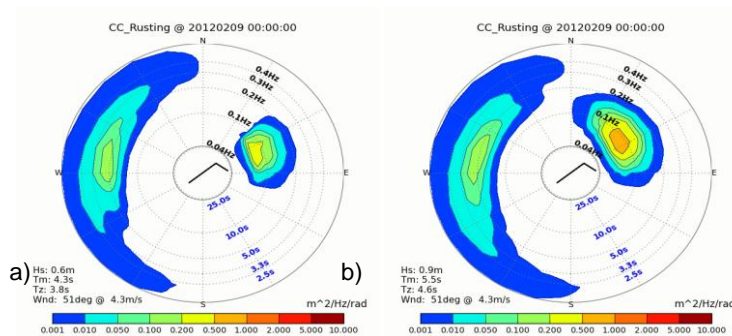 CC_Rusting @ 20120209 00:00:00
N
0.4Hz
0.3Hz
0.2Hz
0.1Hz
0.04Hz
W
E
25.0s
10.0s
5.0s
3.3s
2.5s
S
a)
Hs: 0.6m
Tm: 4.3s
Tz: 3.8s
Wnd: 51deg @ 4.3m/s
m^2/Hz/rad
0.001 0.010 0.050 0.100 0.200 0.500 1.000 2.000 5.000 10.000
CC_Rusting @ 20120209 00:00:00
N
0.4Hz
0.3Hz
0.2Hz
0.1Hz
0.04Hz
W
E
25.0s
10.0s
5.0s
3.3s
2.5s
S
b)
Hs: 0.9m
Tm: 5.5s
Tz: 4.6s
Wnd: 51deg @ 4.3m/s
m^2/Hz/rad
0.001 0.010 0.050 0.100 0.200 0.500 1.000 2.000 5.000 10.000